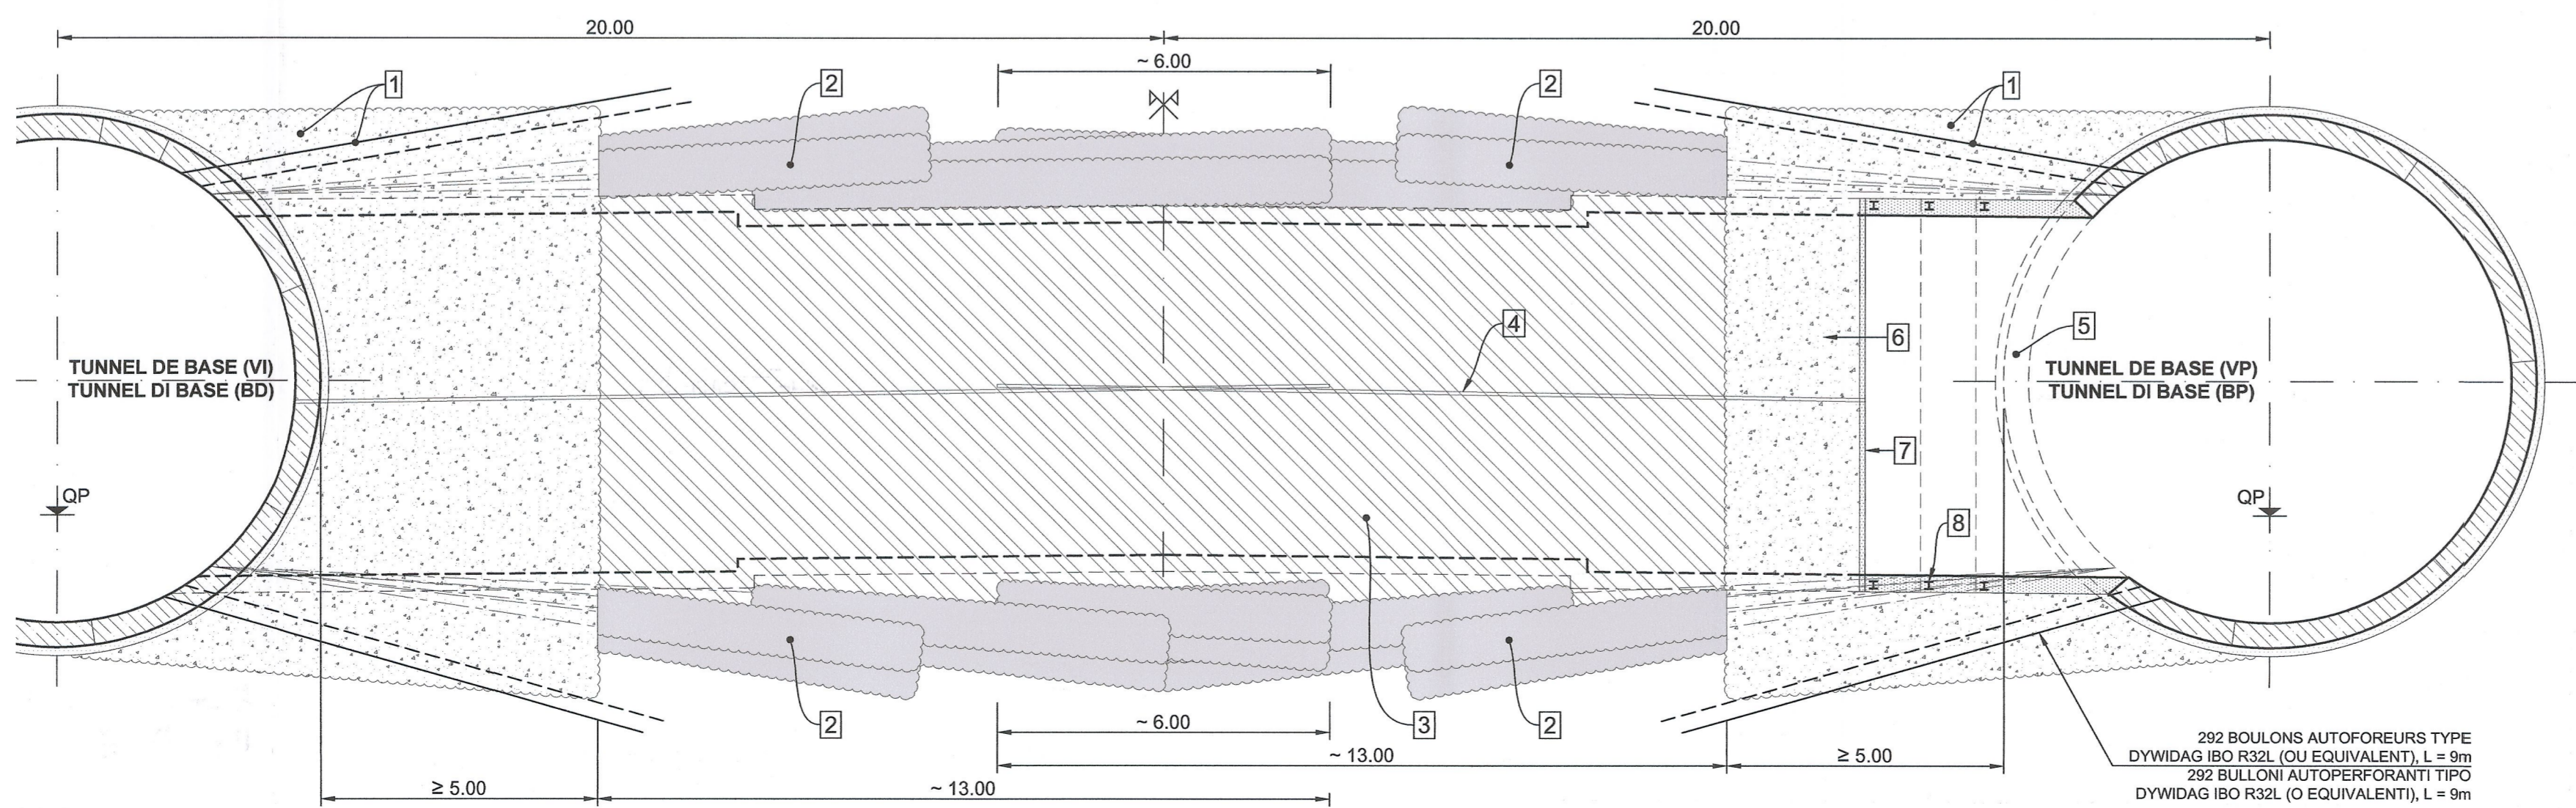 20.00
20.00
~ 6.00
1
2
2
1
4
5
6
TUNNEL DE BASE (VI)
TUNNEL DI BASE (BD)
TUNNEL DE BASE (VP)
TUNNEL DI BASE (BP)
7
QP
QP
8
2
~ 6.00
3
2
292 BOULONS AUTOFOREURS TYPE
DYWIDAG IBO R32L (OU EQUIVALENT), L = 9m
292 BULLONI AUTOPERFORANTI TIPO
DYWIDAG IBO R32L (O EQUIVALENTI), L = 9m
~ 13.00
≥ 5.00
≥ 5.00
~ 13.00